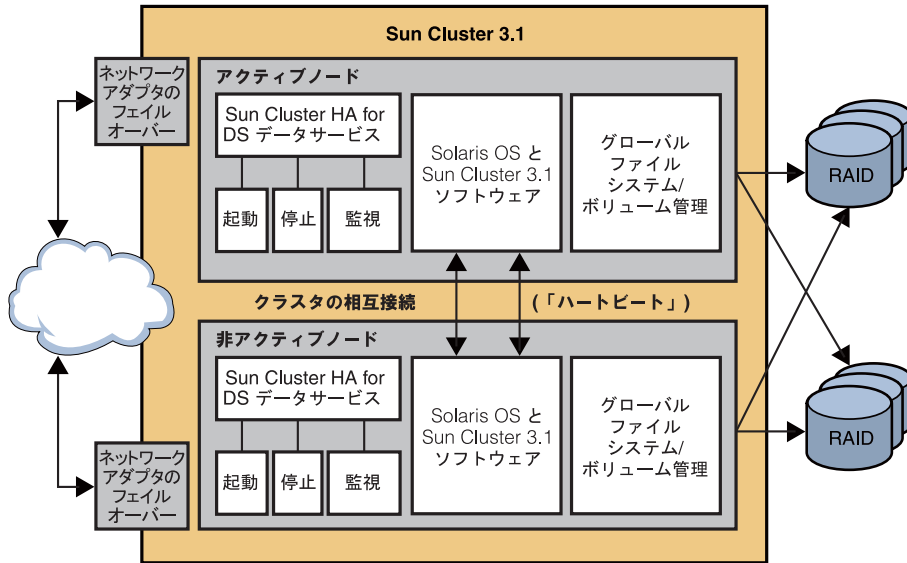 Sun Cluster 3.1
ネットワーク
アダプタの
フェイル
オーバー
アクティブノード
Sun Cluster HA for
DS データサービス
起動
停止
監視
Solaris OS と
Sun Cluster 3.1
ソフトウェア
グローバル
ファイル
システム/
ボリューム管理
RAID
クラスタの相互接続
(「ハートビート」)
非アクティブノード
Sun Cluster HA for
DS データサービス
起動
停止
監視
Solaris OS と
Sun Cluster 3.1
ソフトウェア
グローバル
ファイル
システム/
ボリューム管理
RAID
ネットワーク
アダプタの
フェイル
オーバー